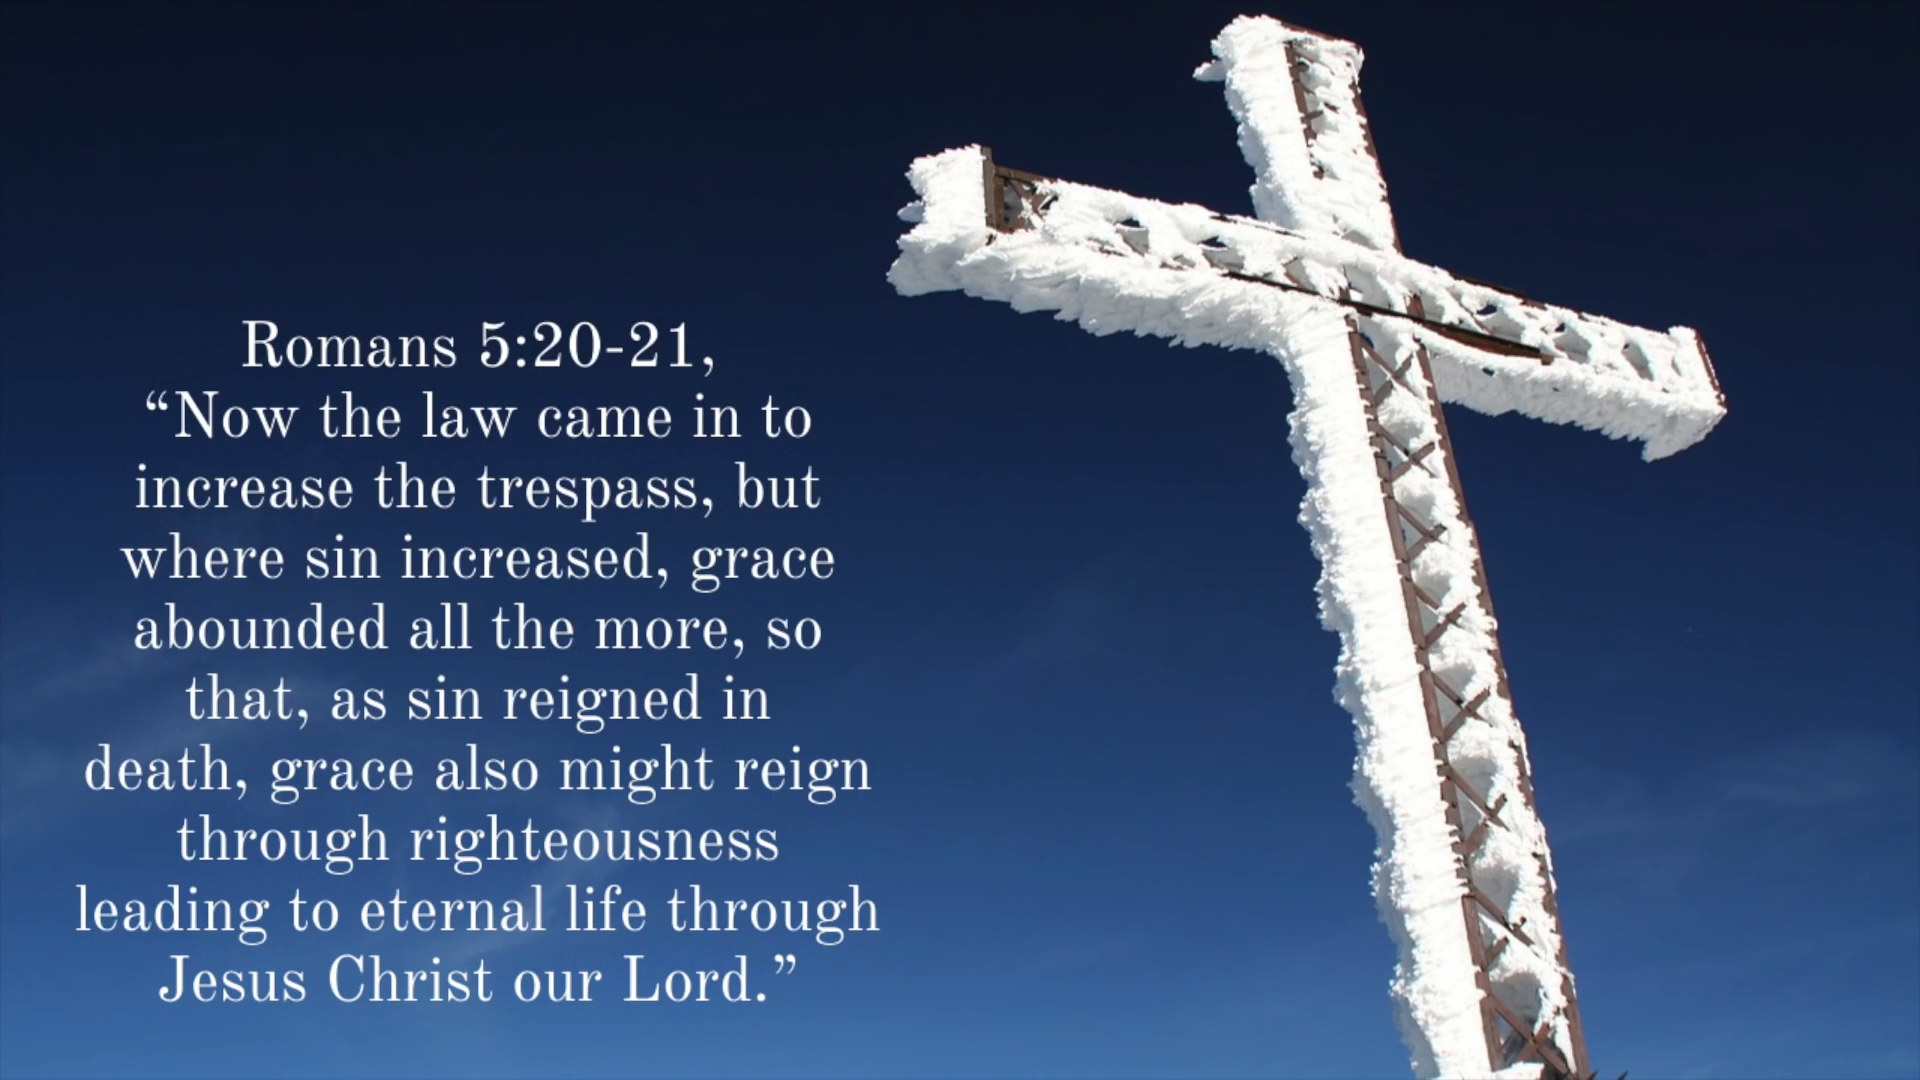 Romans 5:20-21,
“Now the law came in to
increase the trespass, but
where sin increased, grace
abounded all the more, so
that, as sin reigned in
death, grace also might reign
through righteousness
leading to eternal life through
Jesus Christ our Lord.”